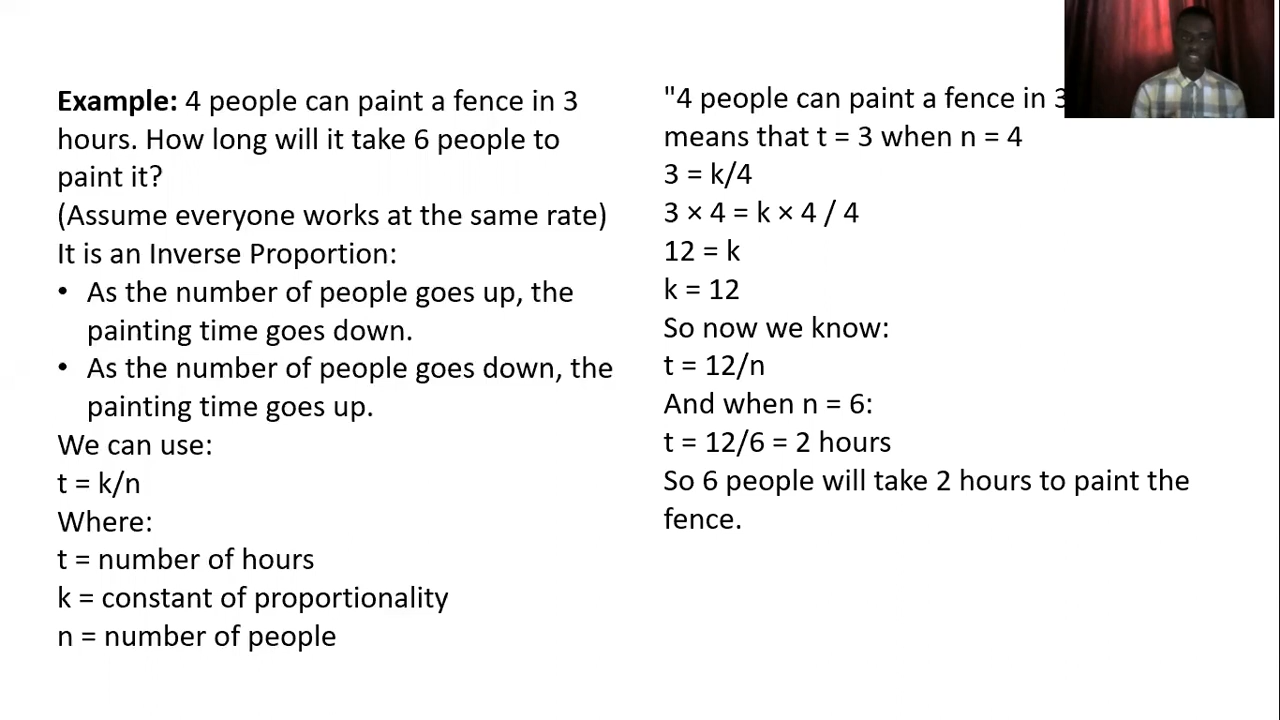 Example: 4 people can paint a fence in 3
hours. How long will it take 6 people to
paint it?
(Assume everyone works at the same rate)
It is an Inverse Proportion:
• As the number of people goes up, the
painting time goes down.
• As the number of people goes down, the
painting time goes up.
We can use:
t = k/n
Where:
t = number of hours
k = constant of proportionality
n = number of people
"4 people can paint a fence in 3
means that t = 3 when n = 4
3 = k/4
3 × 4 = k × 4 / 4
12 = k
k = 12
So now we know:
t = 12/n
And when n = 6:
t = 12/6 = 2 hours
So 6 people will take 2 hours to paint the
fence.